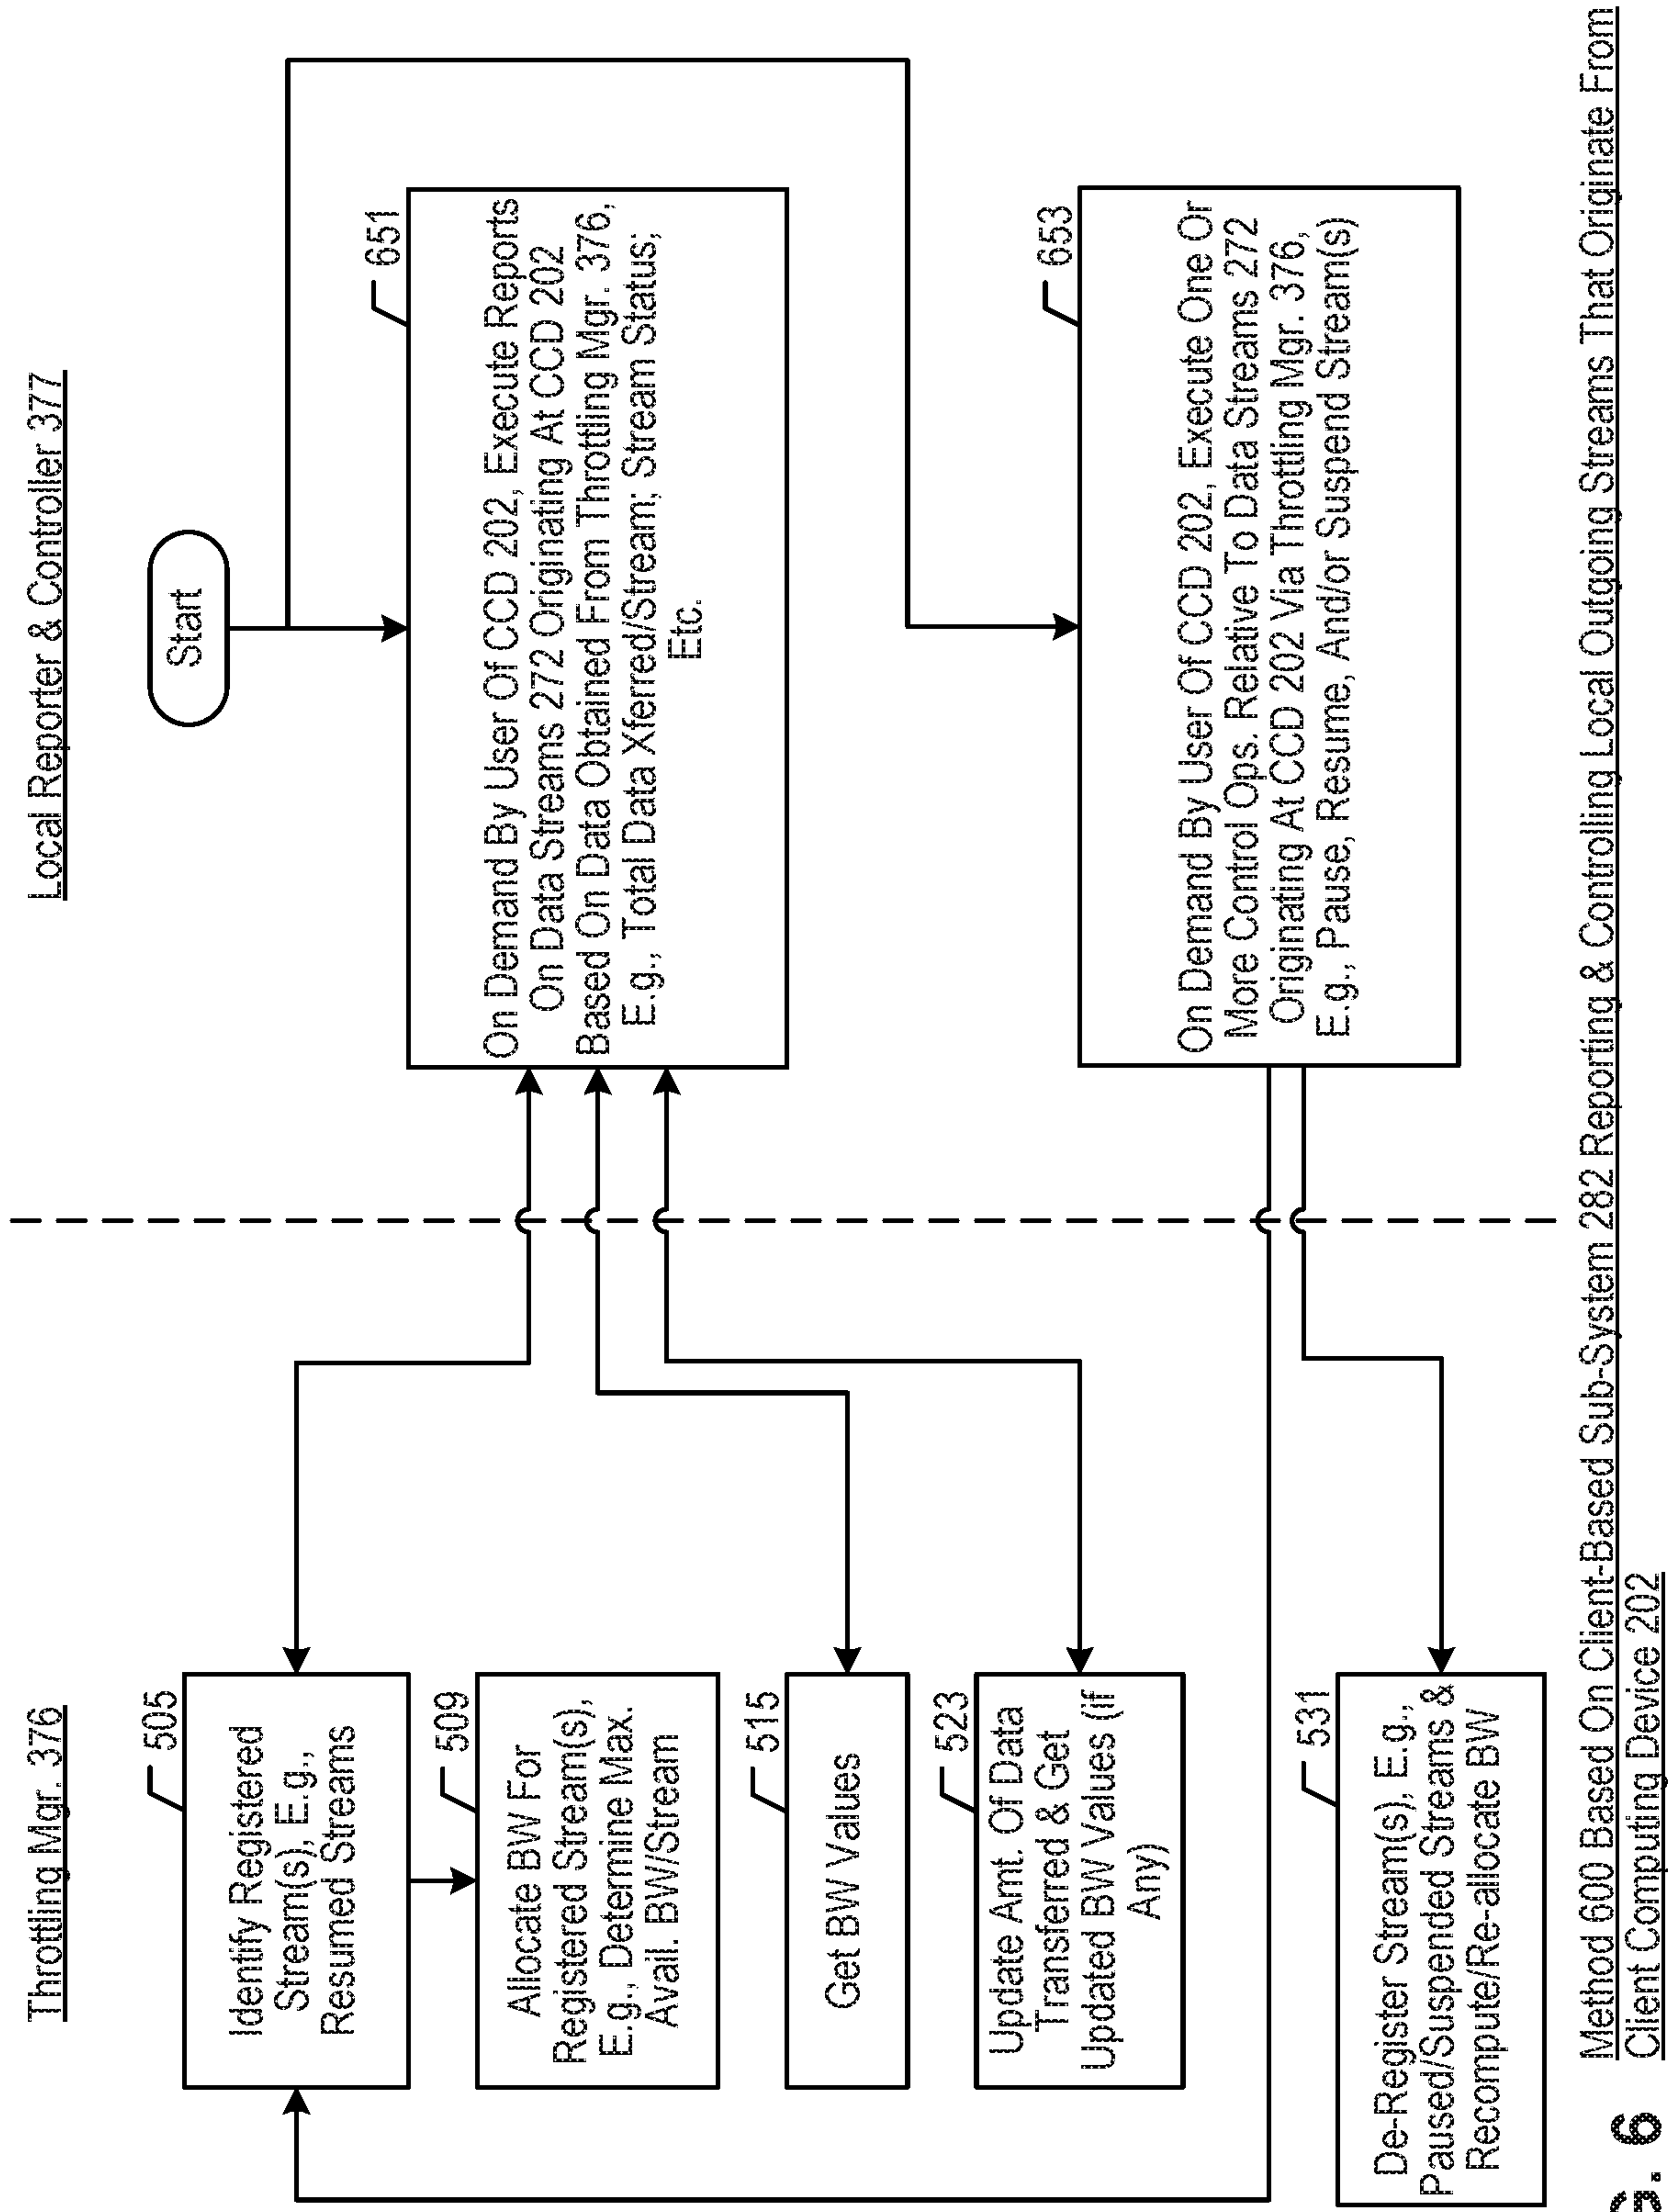 Throttling Mgr. 376
Local Reporter & Controller 377
Start
505
Identify Registered
Stream(s), E.g.,
Resumed Streams
509
Allocate BW For
Registered Stream(s),
E.g., Determine Max.
Avail. BW/Stream
515
Get BW Values
523
Update Amt. Of Data
Transferred & Get
Updated BW Values (if
Any)
531
De-Register Stream(s), E.g.,
Paused/Suspended Streams &
Recompute/Re-allocate BW
651
On Demand By User Of CCD 202, Execute Reports
On Data Streams 272 Originating At CCD 202
Based On Data Obtained From Throttling Mgr. 376,
E.g., Total Data Xferred/Stream; Stream Status;
Etc.
653
On Demand By User Of CCD 202, Execute One Or
More Control Ops. Relative To Data Streams 272
Originating At CCD 202 Via Throttling Mgr. 376,
E.g., Pause, Resume, And/or Suspend Stream(s)
G. 6
Method 600 Based On Client-Based Sub-System 282 Reporting & Controlling Local Outgoing Streams That Originate From
Client Computing Device 202